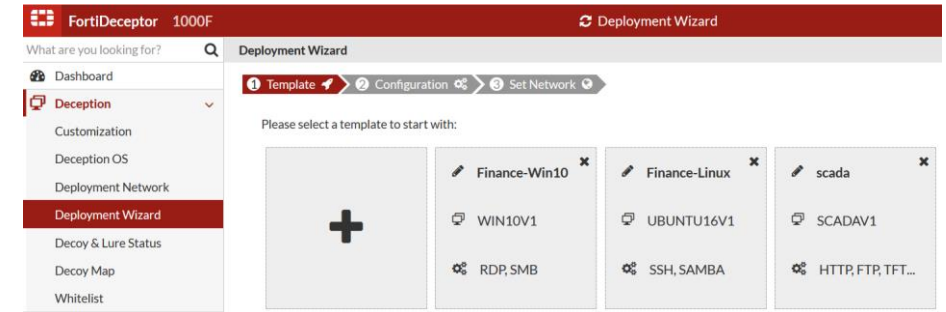 FortiDeceptor 1000F
Deployment Wizard
What are you looking for?
Deployment Wizard
Dashboard
1 Template
2 Configuration
3 Set Network
Deception
Customization
Please select a template to start with:
Deception OS
Deployment Network
Deployment Wizard
Decoy & Lure Status
Decoy Map
Whitelist
Finance-Win10
WIN10V1
RDP, SMB
Finance-Linux
UBUNTU16V1
SSH, SAMBA
scada
SCADAV1
HTTP, FTP, TFT...